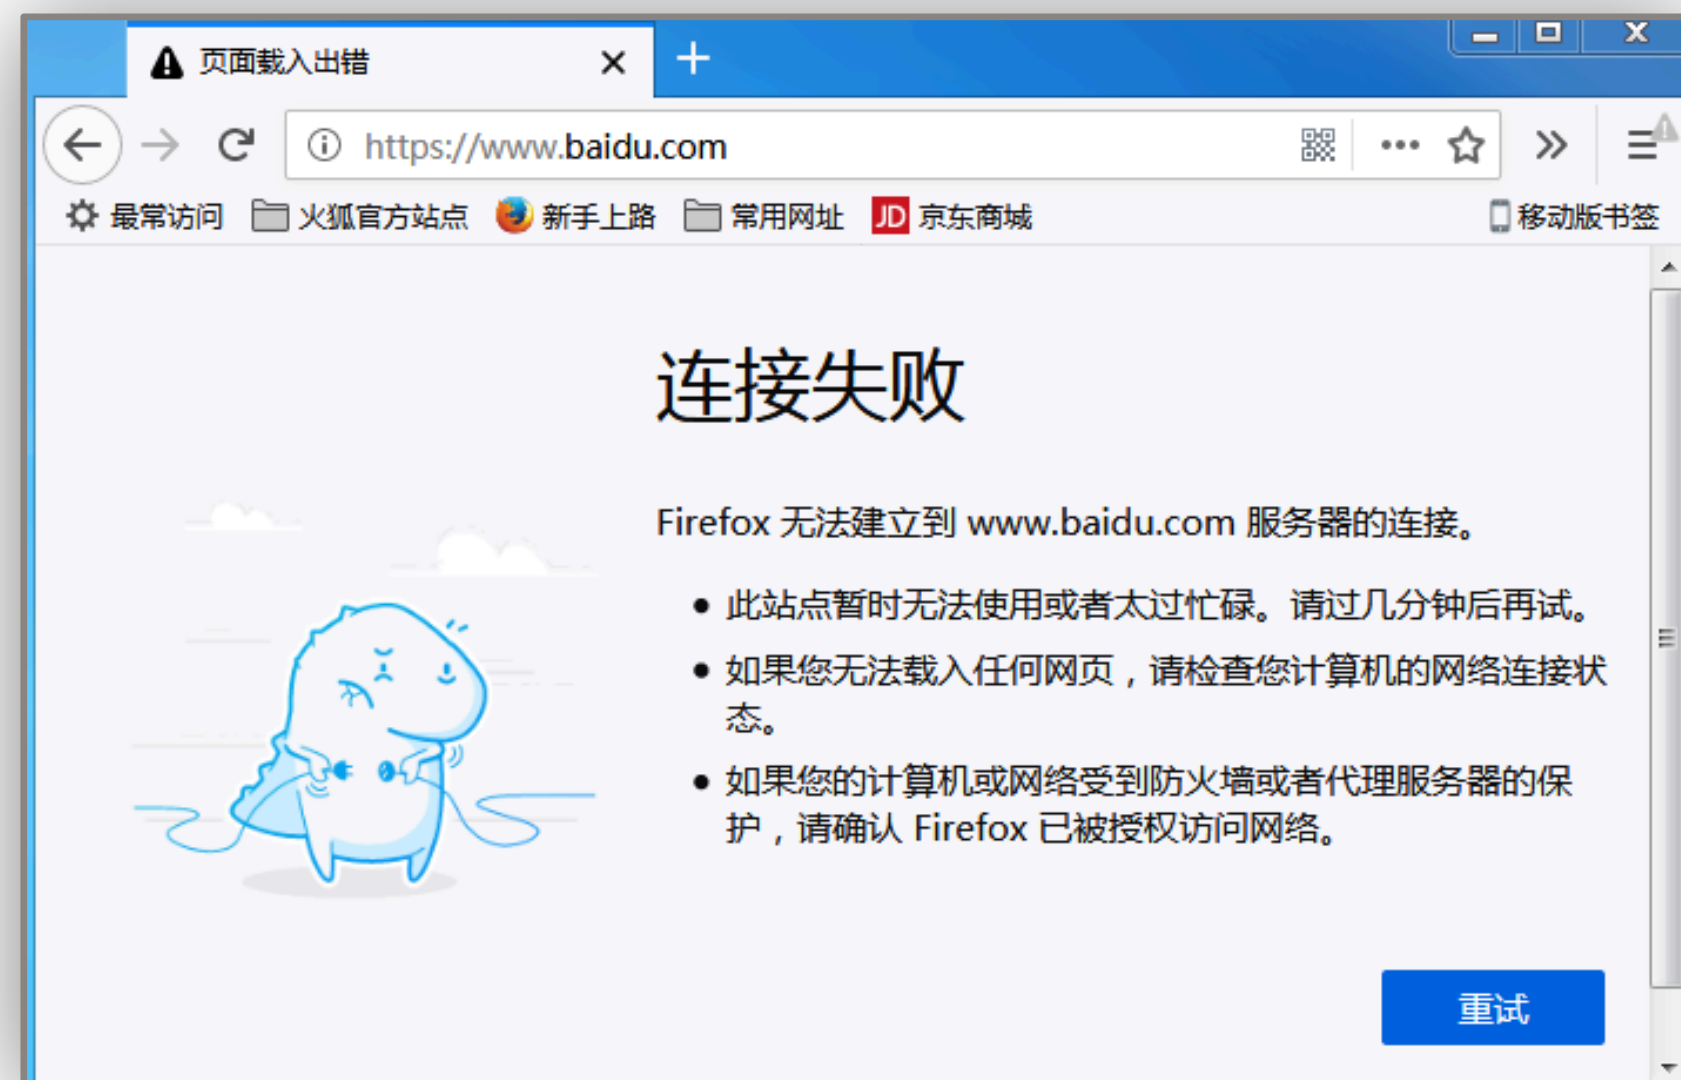 页面载入出错
https://www.baidu.com
最常访问 火狐官方站点 新手上路 常用网址 JD 京东商城 移动版书签
连接失败
Firefox 无法建立到 www.baidu.com 服务器的连接。
此站点暂时无法使用或者太过忙碌。请过几分钟后再试。
如果您无法载入任何网页，请检查您计算机的网络连接状
态。
如果您的计算机或网络受到防火墙或者代理服务器的保
护，请确认 Firefox 已被授权访问网络。
重试